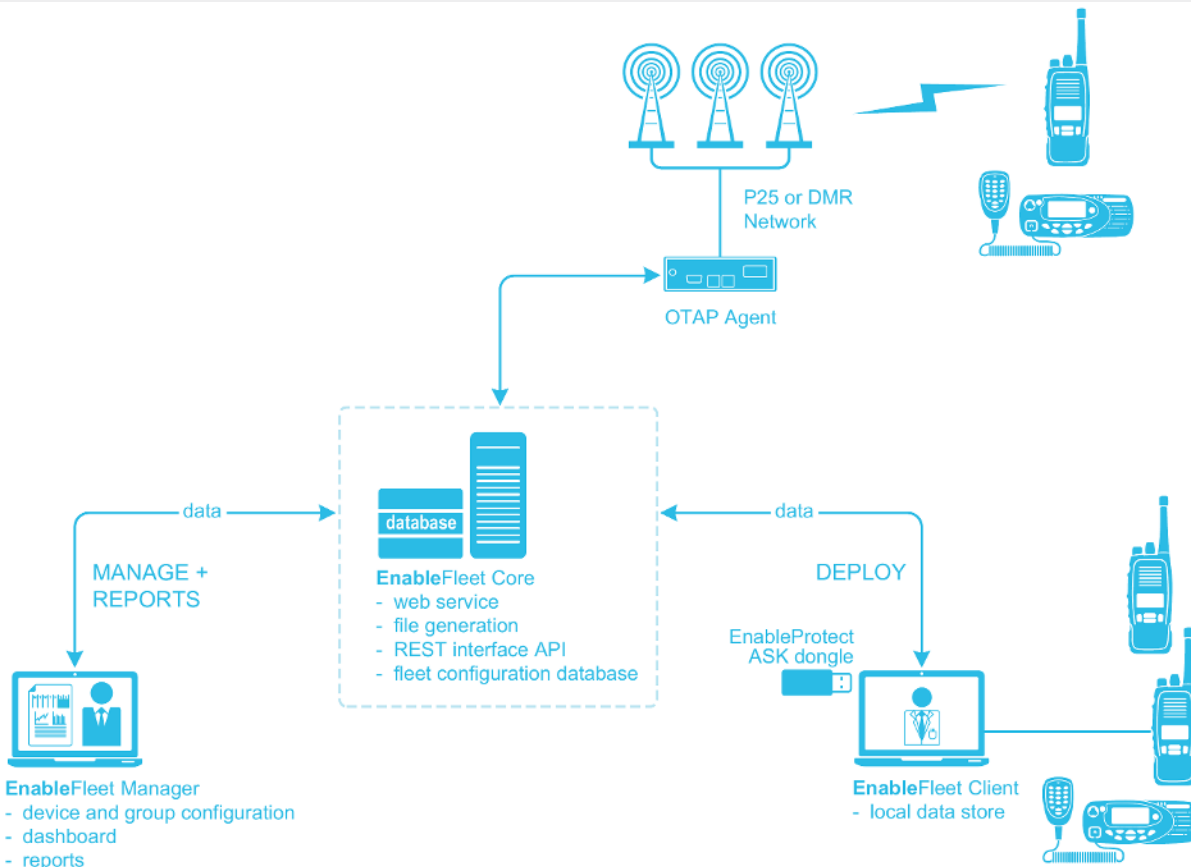 P25 or DMR
Network
OTAP Agent
data
data
database
MANAGE +
REPORTS
DEPLOY
EnableFleet Core
- web service
- file generation
- REST interface API
- fleet configuration database
EnableProtect
ASK dongle
EnableFleet Manager
- device and group configuration
- dashboard
- reports
EnableFleet Client
- local data store